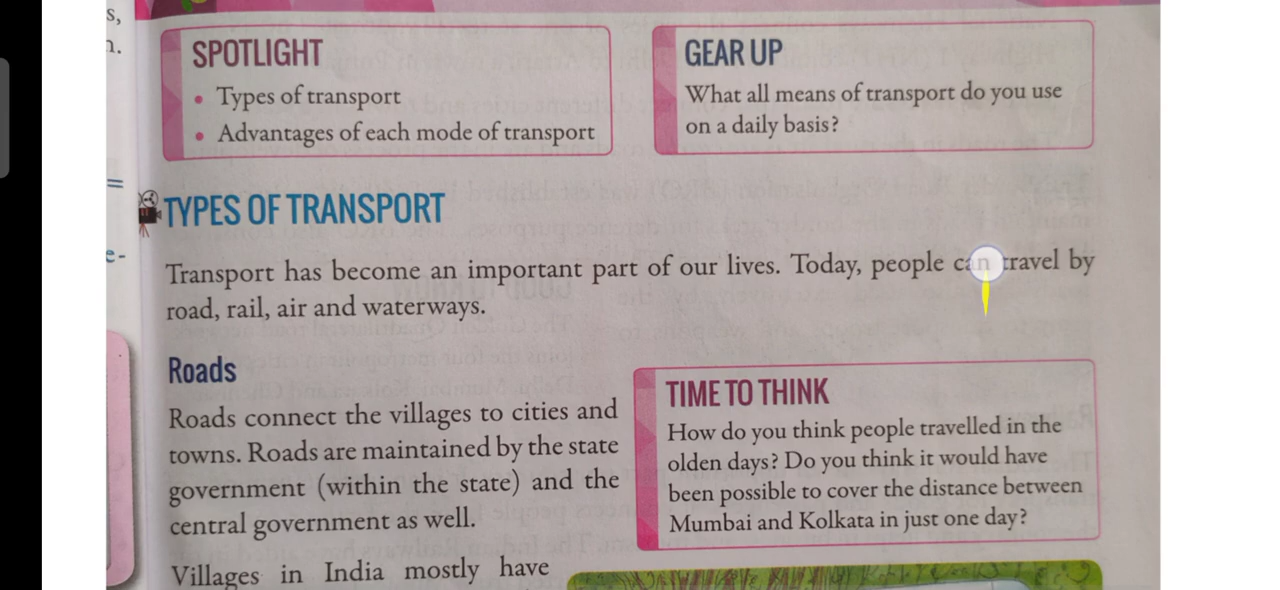 s,
n.
=
e-
SPOTLIGHT
• Types of transport
• Advantages of each mode of transport
GEAR UP
What all means of transport do you use
on a daily basis?
TYPES OF TRANSPORT
Transport has become an important part of our lives. Today, people can travel by
road, rail, air and waterways.
Roads
Roads connect the villages to cities and
towns. Roads are maintained by the state
government (within the state) and the
central government as well.
Villages in India mostly have
TIME TO THINK
How do you think people travelled in the
olden days? Do you think it would have
been possible to cover the distance between
Mumbai and Kolkata in just one day?